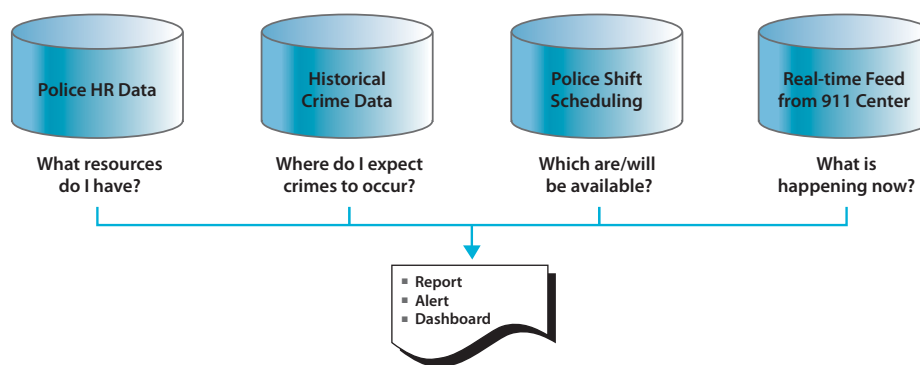 Police HR Data
Historical
Crime Data
Police Shift
Scheduling
Real-time Feed
from 911 Center
What resources
do I have?
Where do I expect
crimes to occur?
Which are/will
be available?
What is
happening now?
▪ Report
▪ Alert
▪ Dashboard